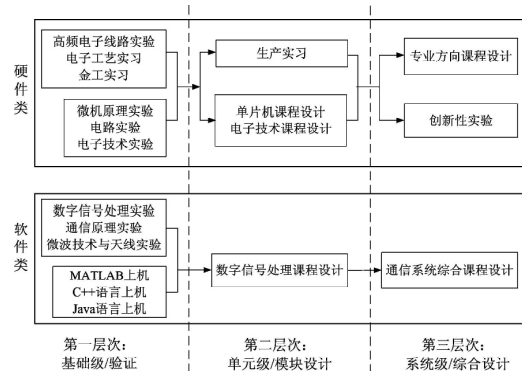 硬件类
高频电子线路实验
电子工艺实习
金工实习
微机原理实验
电路实验
电子技术实验
生产实习
单片机课程设计
电子技术课程设计
专业方向课程设计
创新性实验
软件类
数字信号处理实验
通信原理实验
微波技术与天线实验
MATLAB上机
C++语言上机
Java语言上机
数字信号处理课程设计
通信系统综合课程设计
第一层次:
基础级/验证
第二层次:
单元级/模块设计
第三层次:
系统级/综合设计